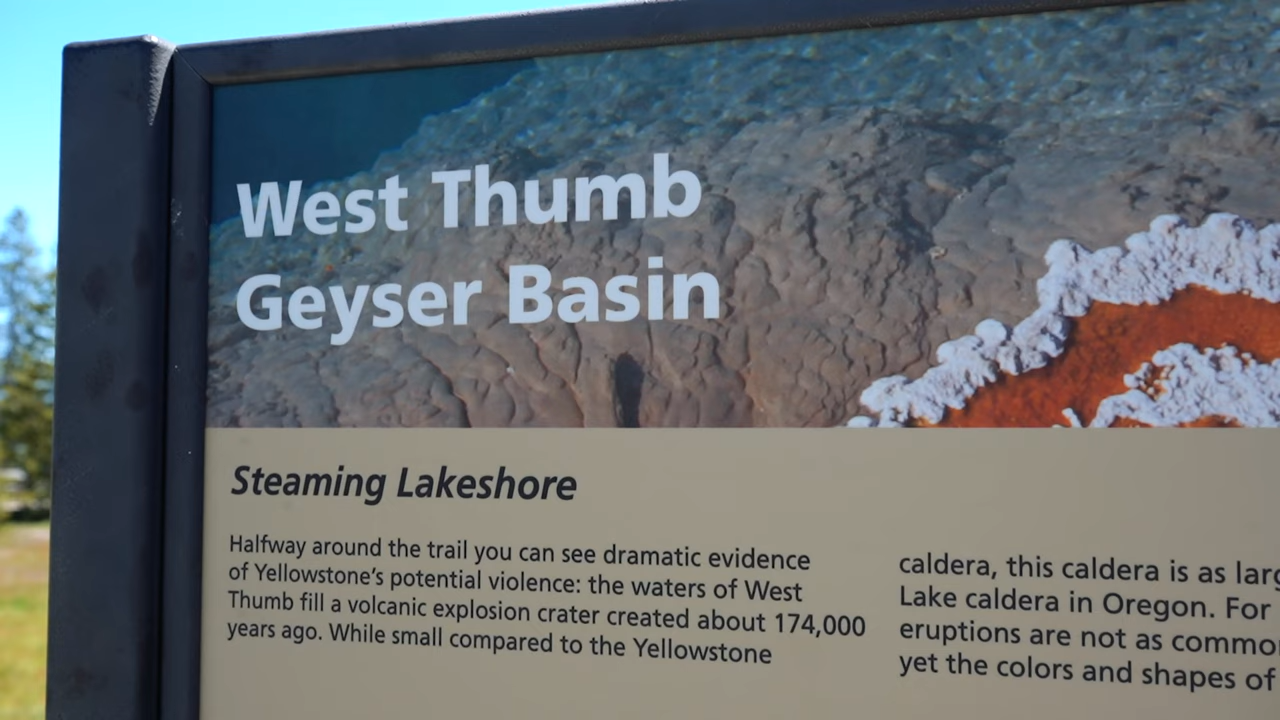 West Thumb
Geyser Basin
Steaming Lakeshore
Halfway around the trail you can see dramatic evidence
of Yellowstone's potential violence: the waters of West
Thumb fill a volcanic explosion crater created about 174,000
years ago. While small compared to the Yellowstone
caldera, this caldera is as
Lake caldera in Oregon. For
eruptions are not as
yet the colors and shapes of